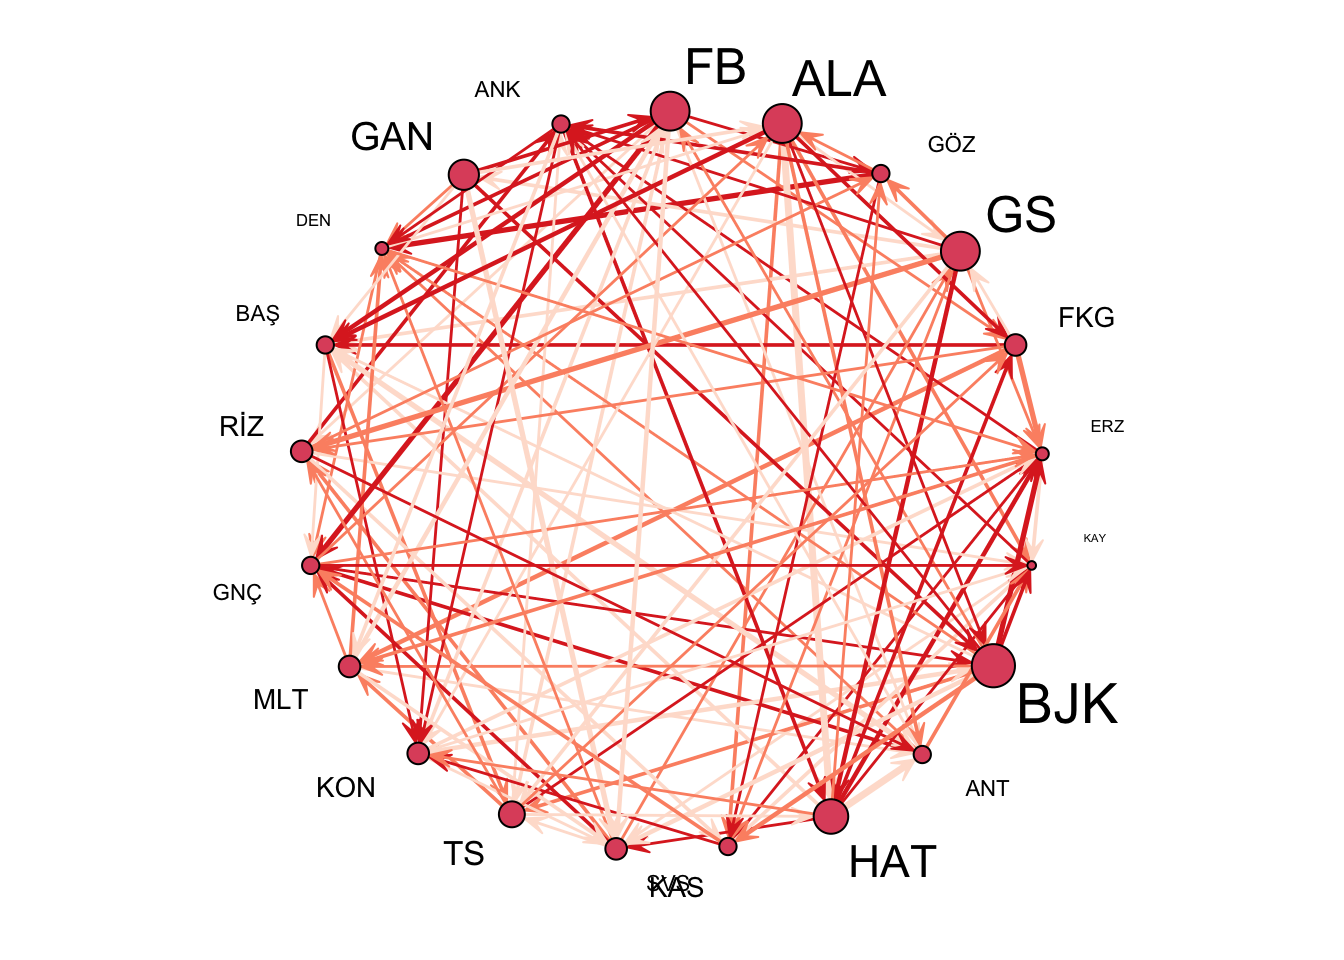 FB
ALA
ANK
GAN
GÖZ
GS
DEN
BAŞ
FKG
RİZ
ERZ
KAY
GNÇ
MLT
BJK
KON
ANT
TS
HAT
SVS
KAS